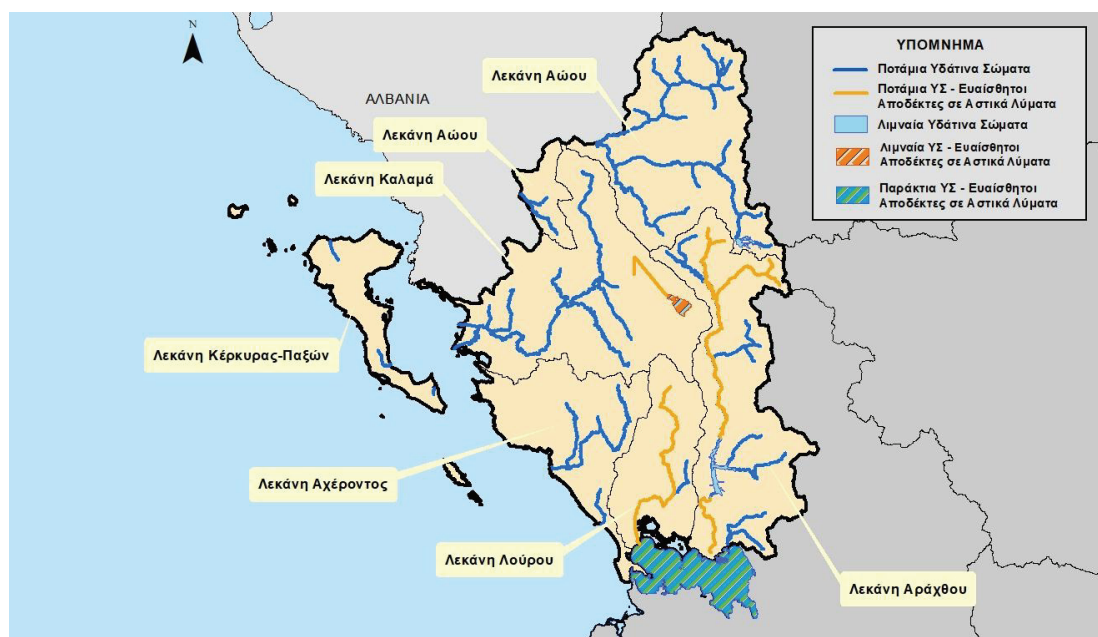 N
ΑΛΒΑΝΙΑ
Λεκάνη Αώου
Λεκάνη Αώου
Λεκάνη Καλαμά
Λεκάνη Κέρκυρας-Παξών
Λεκάνη Αχέροντος
Λεκάνη Λούρου
Λεκάνη Αράχθου
ΥΠΟΜΝΗΜΑ
Ποτάμια Υδάτινα Σώματα
Ποτάμια ΥΣ - Ευαίσθητοι
Αποδέκτες σε Αστικά Λύματα
Λιμναία Υδάτινα Σώματα
Λιμναία ΥΣ - Ευαίσθητοι
Αποδέκτες σε Αστικά Λύματα
Παράκτια ΥΣ - Ευαίσθητοι
Αποδέκτες σε Αστικά Λύματα